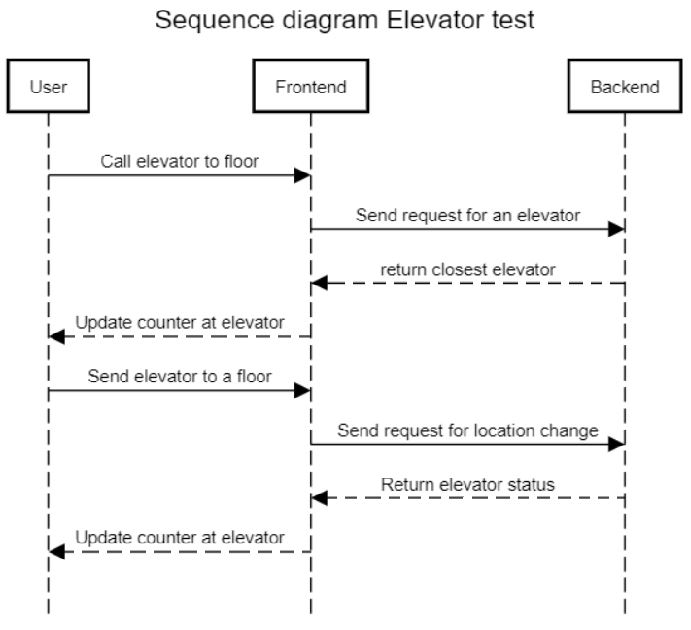 Sequence diagram Elevator test
User
Frontend
Backend
Call elevator to floor
Send request for an elevator
return closest elevator
Update counter at elevator
Send elevator to a floor
Send request for location change
Return elevator status
Update counter at elevator